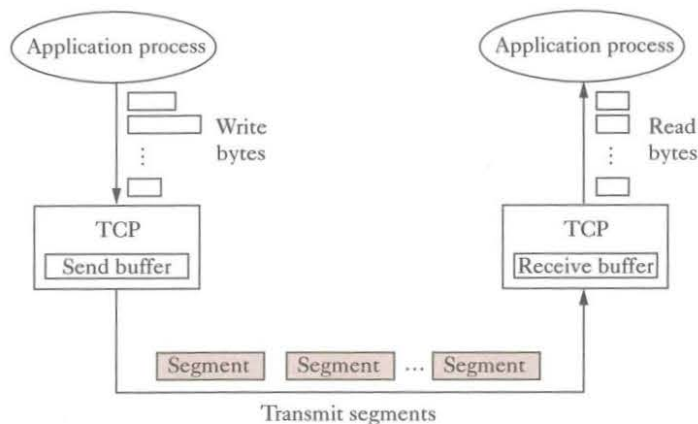 Application process
Application process
Write
bytes
⋮
Read
bytes
⋮
TCP
Send buffer
TCP
Receive buffer
Segment
Segment
...
Segment
Transmit segments